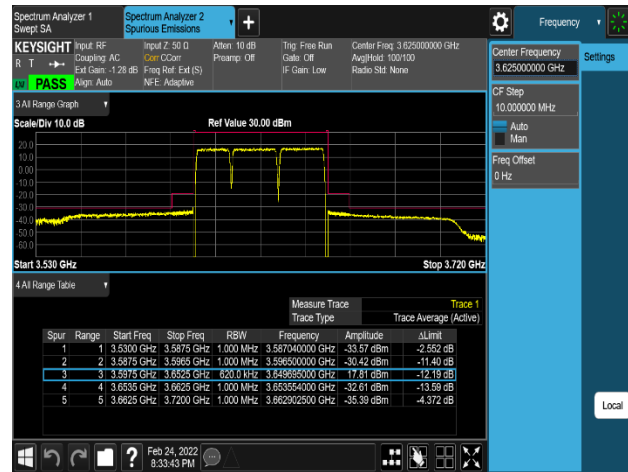 Spectrum Analyzer 1
Swept SA
Spectrum Analyzer 2
Spurious Emissions
Frequency
KEYSIGHT
R T
PASS
Input: RF
Coupling: AC
Ext Gain: -1.28 dB
Align: Auto
Input Z: 50 Ω
Corr CCorr
Freq Ref: Ext (S)
NFE: Adaptive
Atten: 10 dB
Preamp: Off
Trig: Free Run
Gate: Off
IF Gain: Low
Center Freq: 3.625000000 GHz
Avg|Hold: 100/100
Radio Std: None
Center Frequency
3.625000000 GHz
Settings
CF Step
10.000000 MHz
Auto
Man
Freq Offset
0 Hz
3 All Range Graph
Scale/Div 10.0 dB
Ref Value 30.00 dBm
20.0
10.0
0.00
-10.0
-20.0
-30.0
-40.0
-50.0
-60.0
Start 3.530 GHz
Stop 3.720 GHz
4 All Range Table
Measure Trace Trace 1
Trace Type Trace Average (Active)
Spur Range Start Freq Stop Freq RBW Frequency Amplitude ΔLimit
1 1 3.5300 GHz 3.5875 GHz 1.000 MHz 3.587040000 GHz -33.57 dBm -2.552 dB
2 2 3.5875 GHz 3.5965 GHz 1.000 MHz 3.596500000 GHz -30.42 dBm -11.40 dB
3 3 3.5975 GHz 3.6525 GHz 620.0 kHz 3.649695000 GHz 17.81 dBm -12.19 dB
4 4 3.6535 GHz 3.6625 GHz 1.000 MHz 3.653554000 GHz -32.61 dBm -13.59 dB
5 5 3.6625 GHz 3.7200 GHz 1.000 MHz 3.662902500 GHz -35.39 dBm -4.372 dB
Local
?
Feb 24, 2022
8:33:43 PM